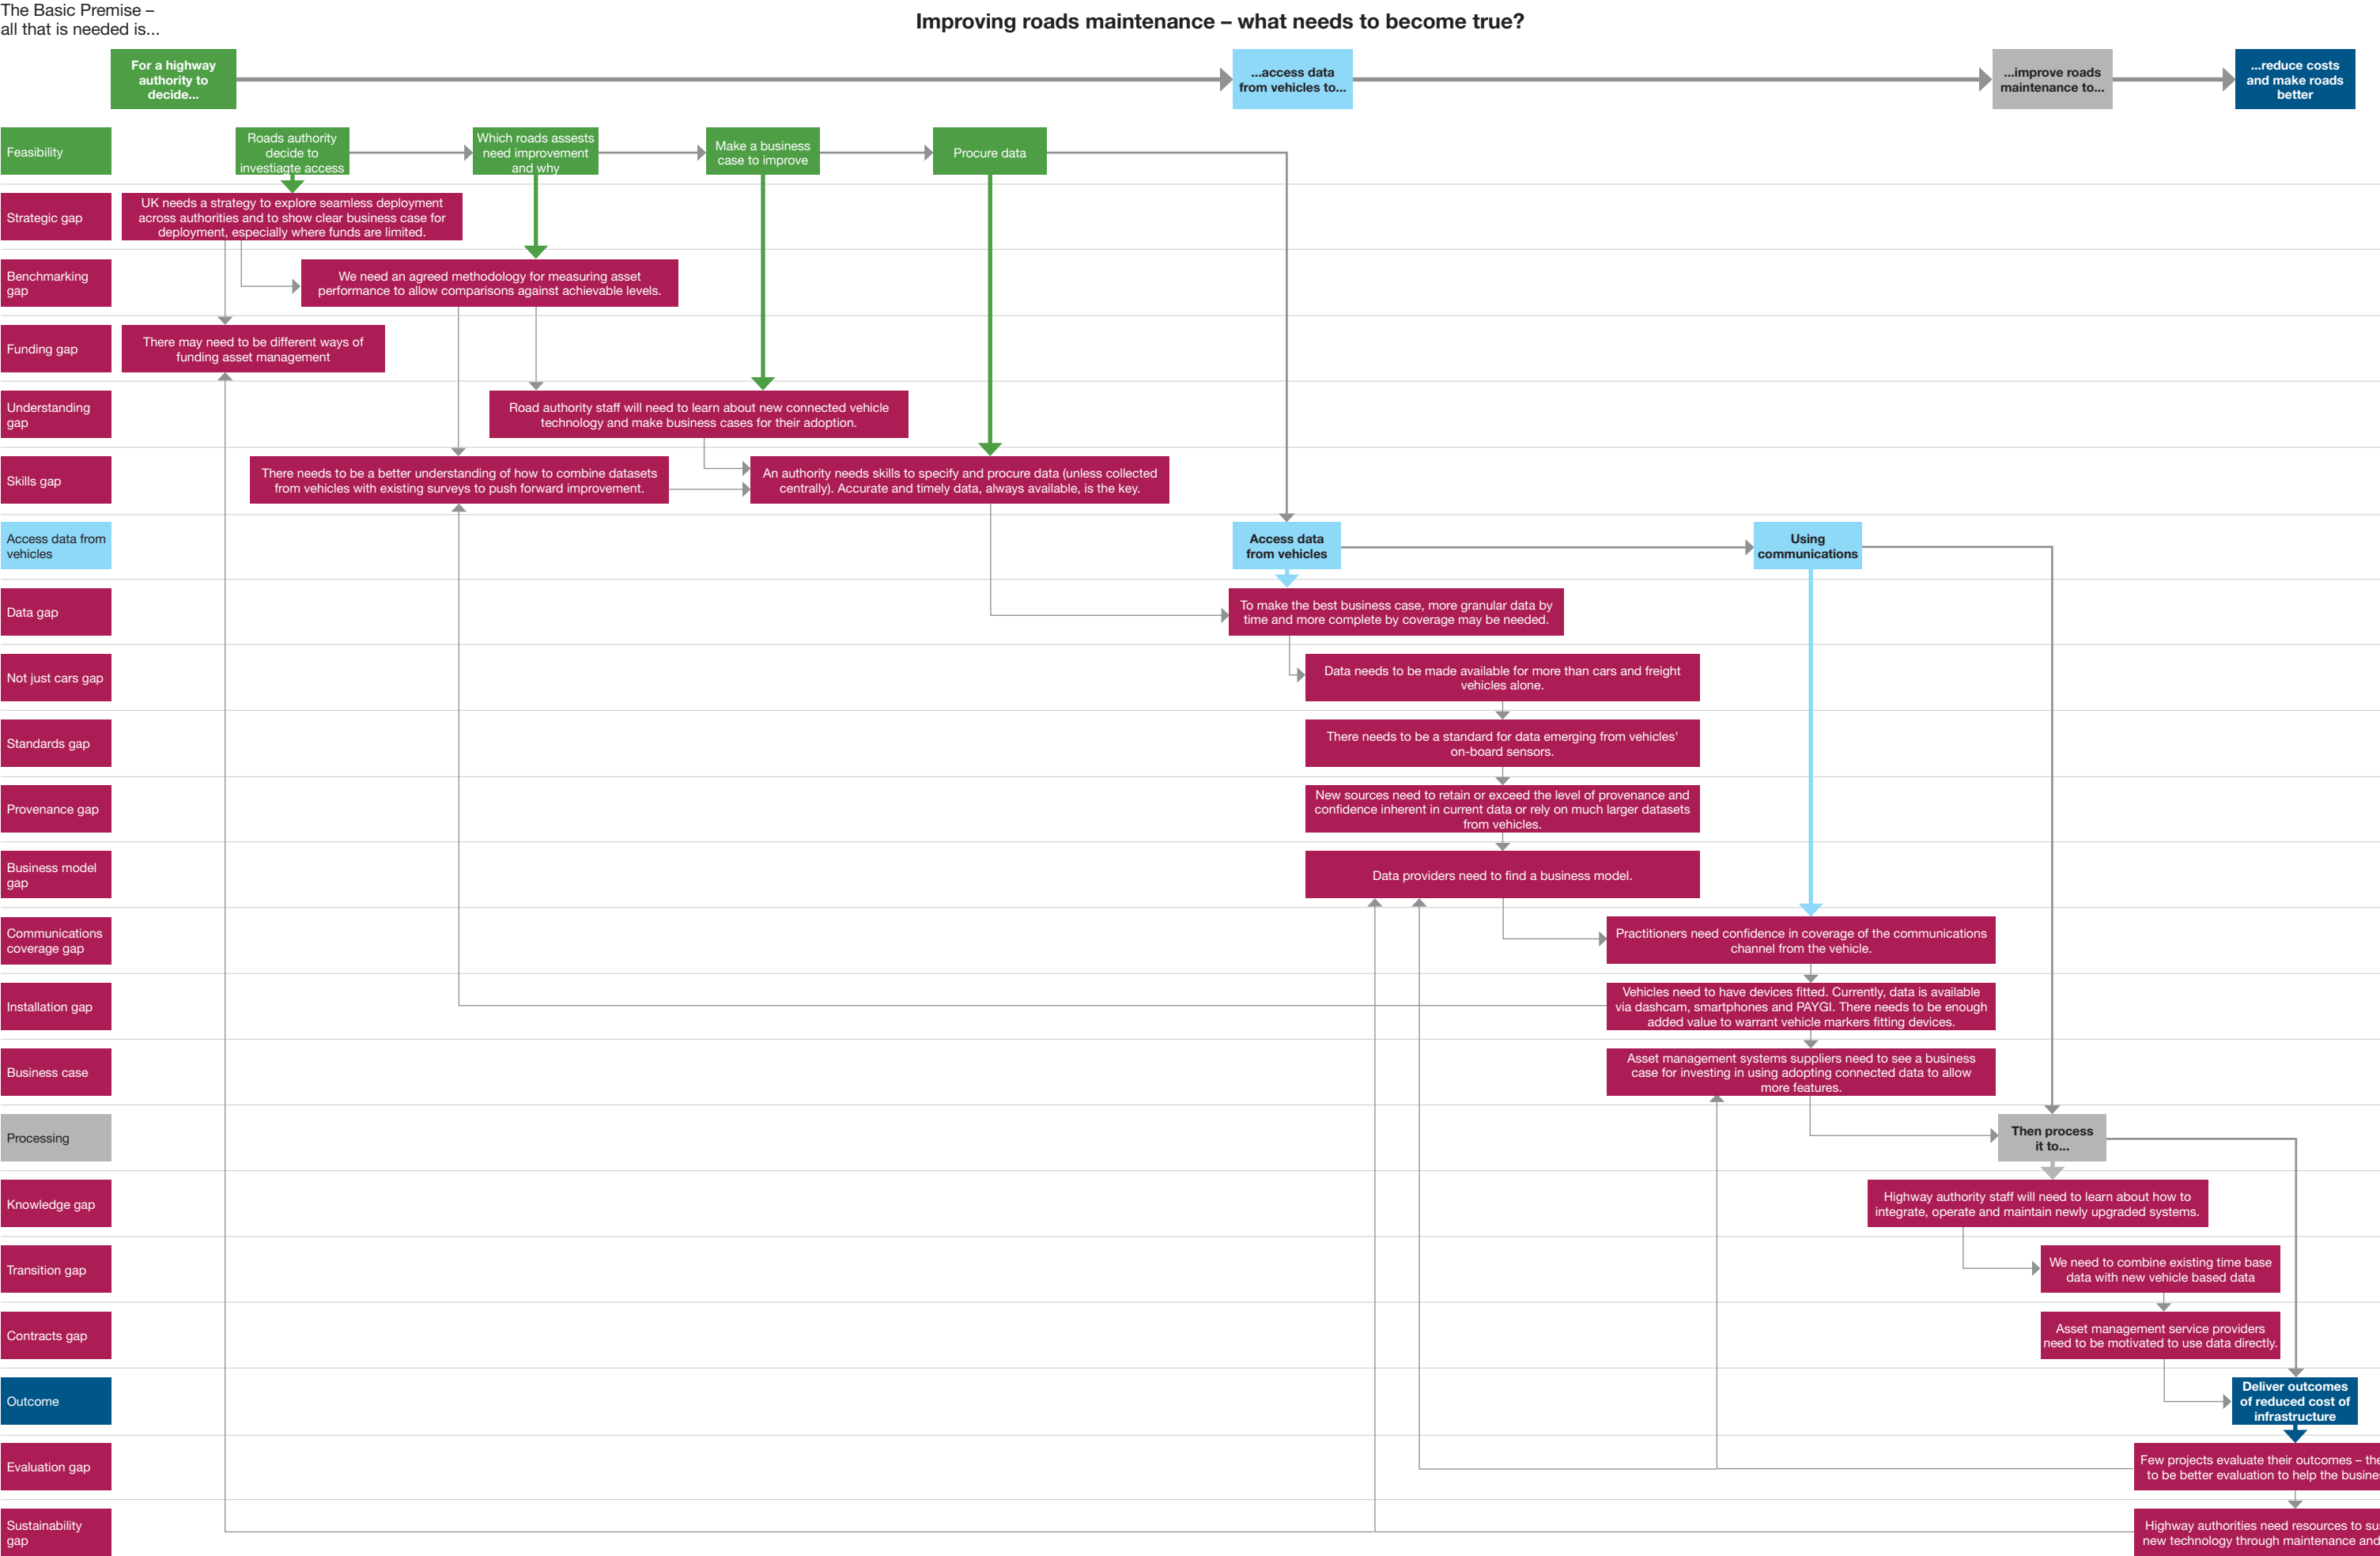 The Basic Premise –
all that is needed is...
Improving roads maintenance – what needs to become true?
For a highway
authority to
decide...
...access data
from vehicles to...
...improve roads
maintenance to...
...reduce costs
and make roads
better
Feasibility
Roads authority
decide to
investiagte access
Which roads assests
need improvement
and why
Make a business
case to improve
Procure data
Strategic gap
UK needs a strategy to explore seamless deployment
across authorities and to show clear business case for
deployment, especially where funds are limited.
Benchmarking
gap
We need an agreed methodology for measuring asset
performance to allow comparisons against achievable levels.
Funding gap
There may need to be different ways of
funding asset management
Understanding
gap
Road authority staff will need to learn about new connected vehicle
technology and make business cases for their adoption.
Skills gap
There needs to be a better understanding of how to combine datasets
from vehicles with existing surveys to push forward improvement.
An authority needs skills to specify and procure data (unless collected
centrally). Accurate and timely data, always available, is the key.
Access data from
vehicles
Access data
from vehicles
Using
communications
Data gap
To make the best business case, more granular data by
time and more complete by coverage may be needed.
Not just cars gap
Data needs to be made available for more than cars and freight
vehicles alone.
Standards gap
There needs to be a standard for data emerging from vehicles'
on-board sensors.
Provenance gap
New sources need to retain or exceed the level of provenance and
confidence inherent in current data or rely on much larger datasets
from vehicles.
Business model
gap
Data providers need to find a business model.
Communications
coverage gap
Practitioners need confidence in coverage of the communications
channel from the vehicle.
Installation gap
Vehicles need to have devices fitted. Currently, data is available
via dashcam, smartphones and PAYGI. There needs to be enough
added value to warrant vehicle markers fitting devices.
Business case
Asset management systems suppliers need to see a business
case for investing in using adopting connected data to allow
more features.
Processing
Then process
it to...
Knowledge gap
Highway authority staff will need to learn about how to
integrate, operate and maintain newly upgraded systems.
Transition gap
We need to combine existing time base
data with new vehicle based data
Contracts gap
Asset management service providers
need to be motivated to use data directly.
Outcome
Deliver outcomes
of reduced cost of
infrastructure
Evaluation gap
Few projects evaluate their outcomes –
to be better evaluation to help the
Sustainability
gap
Highway authorities need resources to
new technology through maintenance and